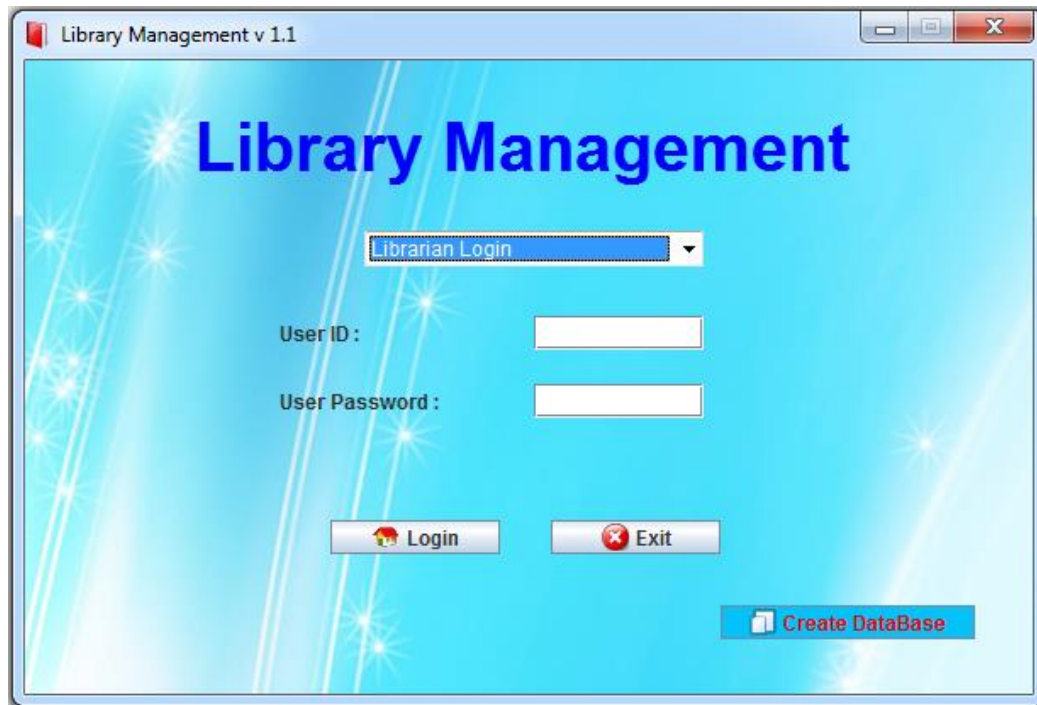 Library Management v 1.1
Library Management
Librarian Login
User ID :
User Password :
Login Exit
Create DataBase